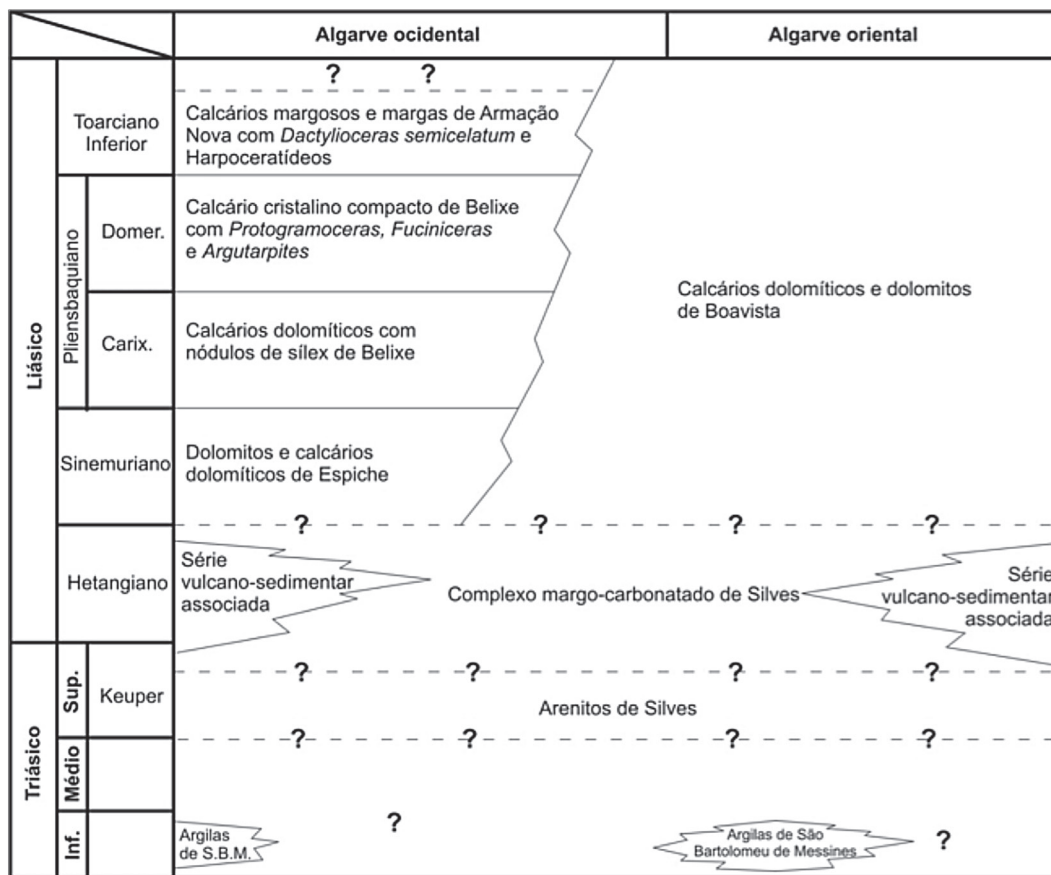 Algarve ocidental
Algarve oriental
Liásico
Toarciano
Inferior
? ?
Calcários margosos e margas de Armação
Nova com Dactylioceras semicelatum e
Harpoceratídeos
Pliensbaquiano
Domer.
Calcário cristalino compacto de Belixe
com Protogramoceras, Fuciniceras
e Argutarpites
Carix.
Calcários dolomíticos com
nódulos de sílex de Belixe
Calcários dolomíticos e dolomitos
de Boavista
Sinemuriano
Dolomitos e calcários
dolomíticos de Espiche
? ? ? ?
Hetangiano
Série
vulcano-sedimentar
associada
Complexo margo-carbonatado de Silves
Série
vulcano-sedimentar
associada
Triásico
Sup.
Keuper
? ? ? ?
Arenitos de Silves
? ? ? ?
Médio
Inf.
Argilas
de S.B.M.
?
Argilas de São
Bartolomeu de Messines
?